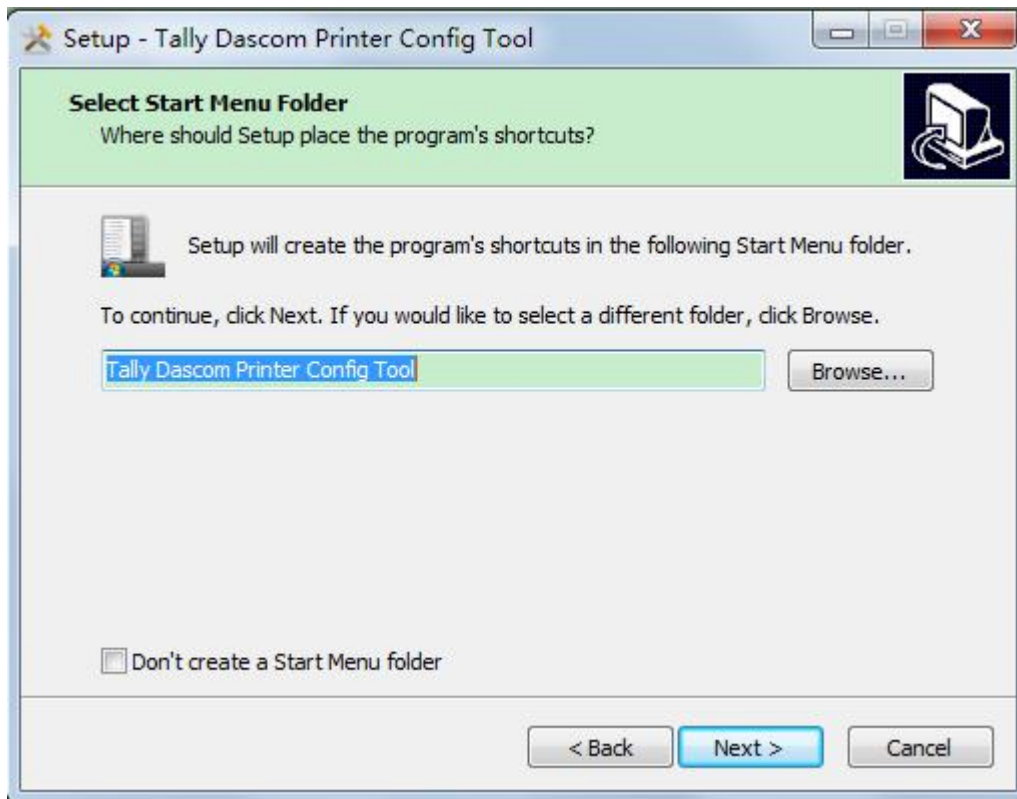 Setup - Tally Dascom Printer Config Tool
Select Start Menu Folder
Where should Setup place the program's shortcuts?
Setup will create the program's shortcuts in the following Start Menu folder.
To continue, click Next. If you would like to select a different folder, click Browse.
Tally Dascom Printer Config Tool
Browse...
Don't create a Start Menu folder
< Back
Next >
Cancel